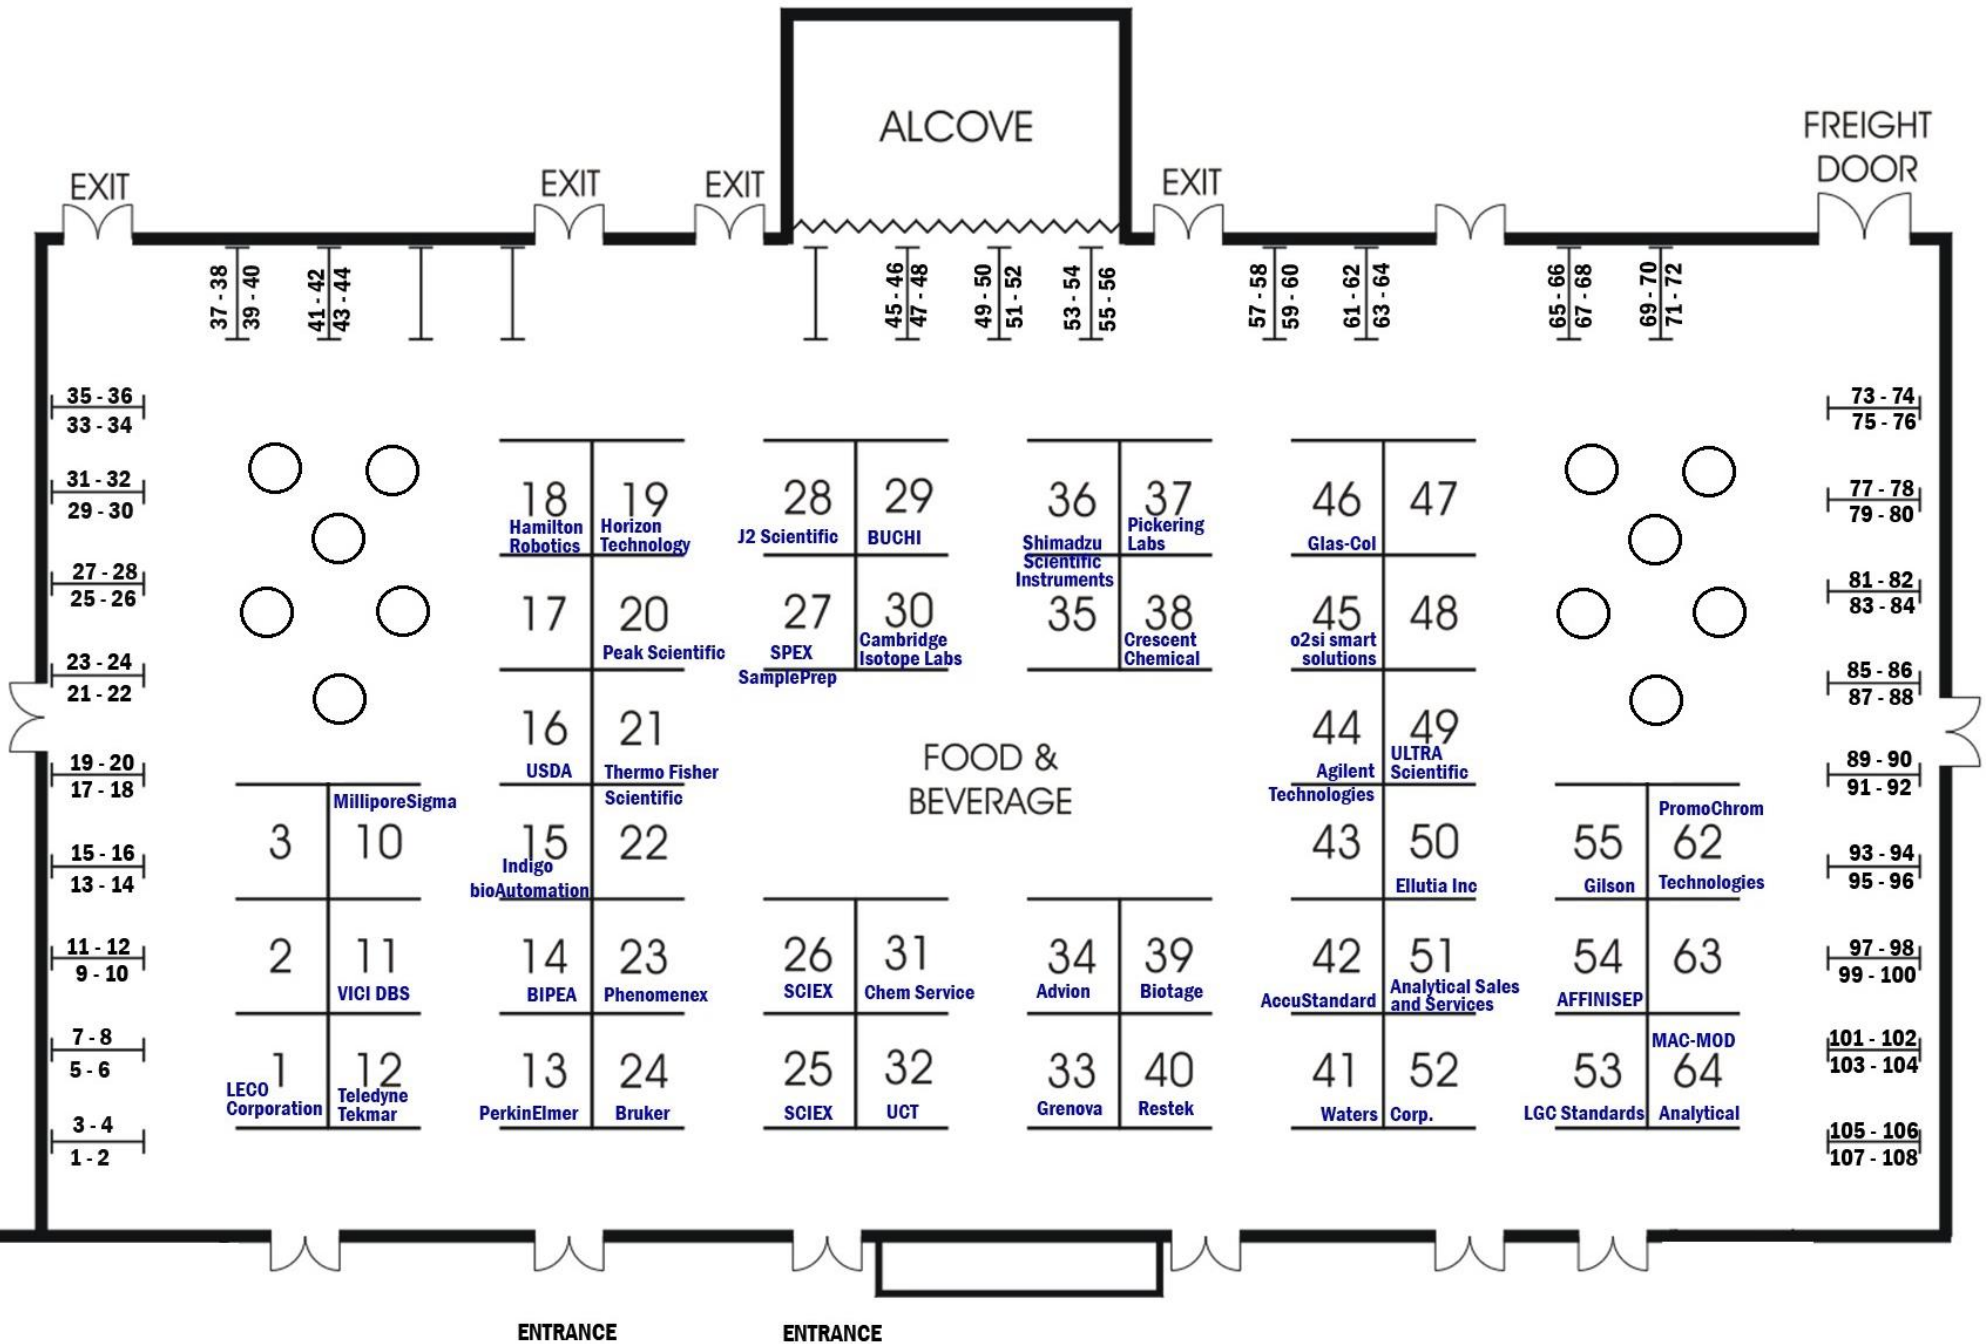 ALCOVE
FREIGHT
DOOR
EXIT
EXIT
EXIT
EXIT
37 - 38
39 - 40
41 - 42
43 - 44
45 - 46
47 - 48
49 - 50
51 - 52
53 - 54
55 - 56
57 - 58
59 - 60
61 - 62
63 - 64
65 - 66
67 - 68
69 - 70
71 - 72
35 - 36
33 - 34
31 - 32
29 - 30
27 - 28
25 - 26
23 - 24
21 - 22
19 - 20
17 - 18
15 - 16
13 - 14
11 - 12
9 - 10
7 - 8
5 - 6
3 - 4
1 - 2
3
MilliporeSigma
10
2
11
VICI DBS
1
LECO
Corporation
12
Teledyne
Tekmar
18
Hamilton
Robotics
19
Horizon
Technology
17
20
Peak Scientific
16
USDA
21
Thermo Fisher
Scientific
15
Indigo
bioAutomation
22
14
BIPEA
23
Phenomenex
13
PerkinElmer
24
Bruker
28
J2 Scientific
29
BUCHI
27
SPEX
SamplePrep
30
Cambridge
Isotope Labs
FOOD &
BEVERAGE
26
SCIEX
31
Chem Service
25
SCIEX
32
UCT
36
Shimadzu
Scientific
Instruments
35
37
Pickering
Labs
38
Crescent
Chemical
34
Advion
39
Biotage
33
Grenova
40
Restek
46
Glas-Col
47
45
o2si smart
solutions
48
44
Agilent
Technologies
43
49
ULTRA
Scientific
50
Ellutia Inc
42
AccuStandard
51
Analytical Sales
and Services
41
52
Waters Corp.
55
Gilson
PromoChrom
62
Technologies
54
AFFINISEP
63
53
LGC Standards
MAC-MOD
64
Analytical
73 - 74
75 - 76
77 - 78
79 - 80
81 - 82
83 - 84
85 - 86
87 - 88
89 - 90
91 - 92
93 - 94
95 - 96
97 - 98
99 - 100
101 - 102
103 - 104
105 - 106
107 - 108
ENTRANCE
ENTRANCE